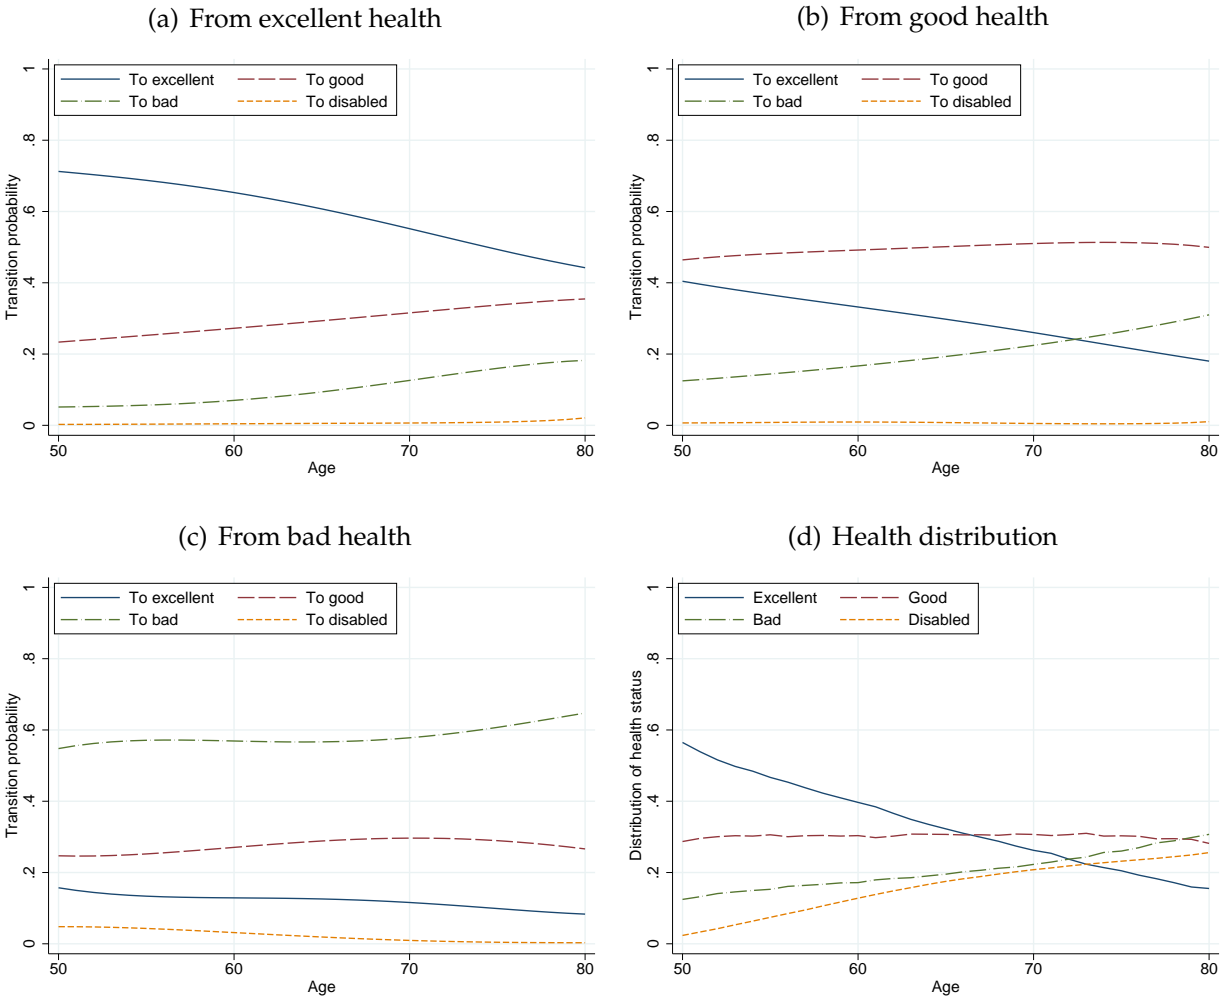 (a) From excellent health
1
.8
.6
.4
.2
0
Transition probability
To excellent
To good
To bad
To disabled
50
60
70
80
Age
(b) From good health
1
.8
.6
.4
.2
0
Transition probability
To excellent
To good
To bad
To disabled
50
60
70
80
Age
(c) From bad health
1
.8
.6
.4
.2
0
Transition probability
To excellent
To good
To bad
To disabled
50
60
70
80
Age
(d) Health distribution
1
.8
.6
.4
.2
0
Distribution of health status
Excellent
Good
Bad
Disabled
50
60
70
80
Age